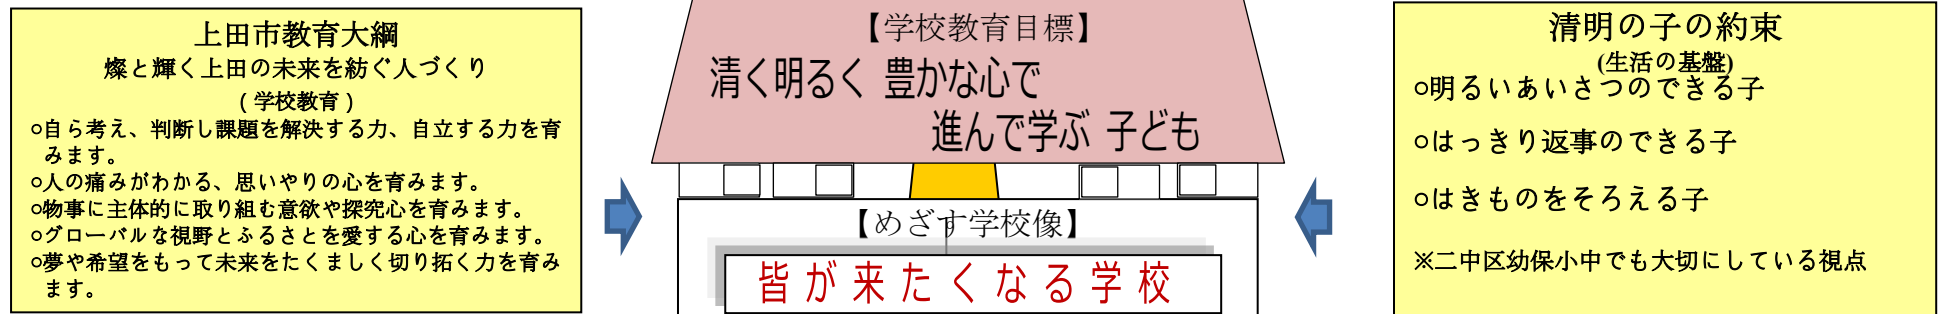 上田市教育大綱
燦と輝く上田の未来を紡ぐ人づくり
(学校教育)
○自ら考え、判断し課題を解決する力、自立する力を育
みます。
○人の痛みがわかる、思いやりの心を育みます。
○物事に主体的に取り組む意欲や探究心を育みます。
○グローバルな視野とふるさとを愛する心を育みます。
○夢や希望をもって未来をたくましく切り拓く力を育み
ます。
【学校教育目標】
清く明るく 豊かな心で
進んで学ぶ 子ども
【めざす学校像】
皆が来たくなる学校
清明の子の約束
(生活の基盤)
○明るいあいさつのできる子
○はっきり返事のできる子
○はきものをそろえる子
※二中区幼保小中でも大切にしている視点